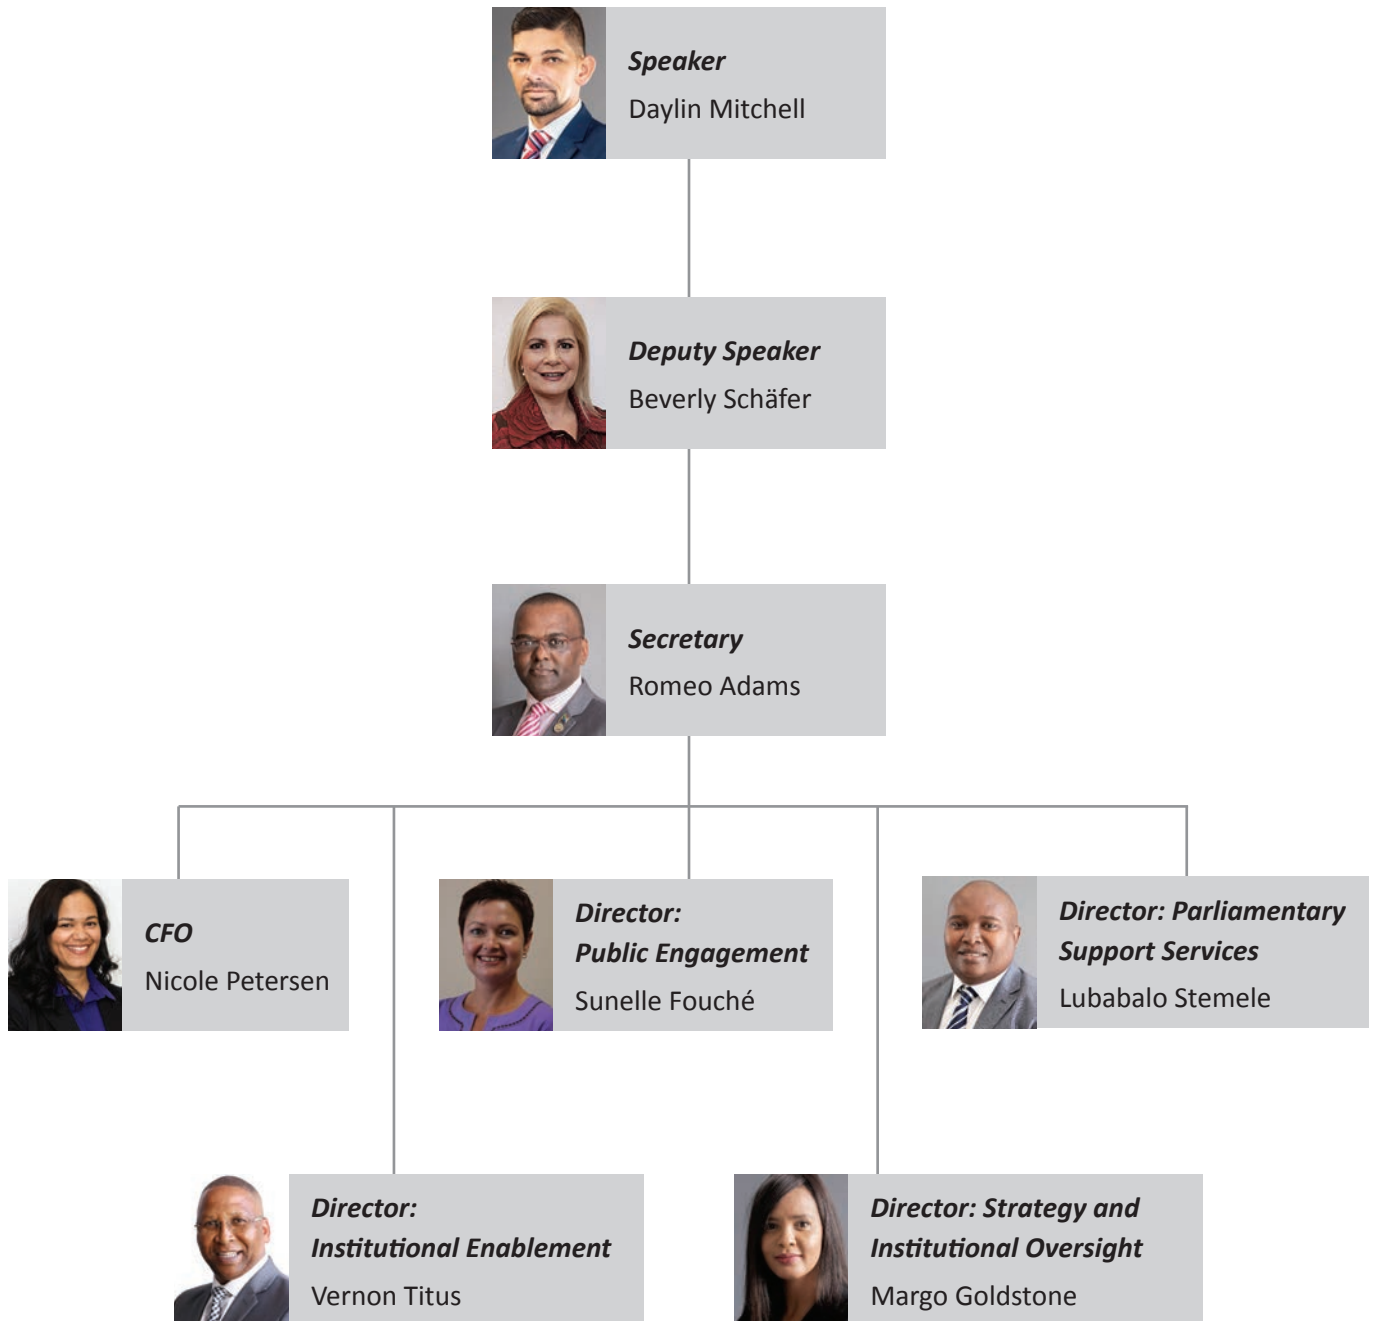 Speaker
Daylin Mitchell
Deputy Speaker
Beverly Schäfer
Secretary
Romeo Adams
CFO
Nicole Petersen
Director:
Public Engagement
Sunelle Fouché
Director: Parliamentary
Support Services
Lubabalo Stemele
Director:
Institutional Enablement
Vernon Titus
Director: Strategy and
Institutional Oversight
Margo Goldstone